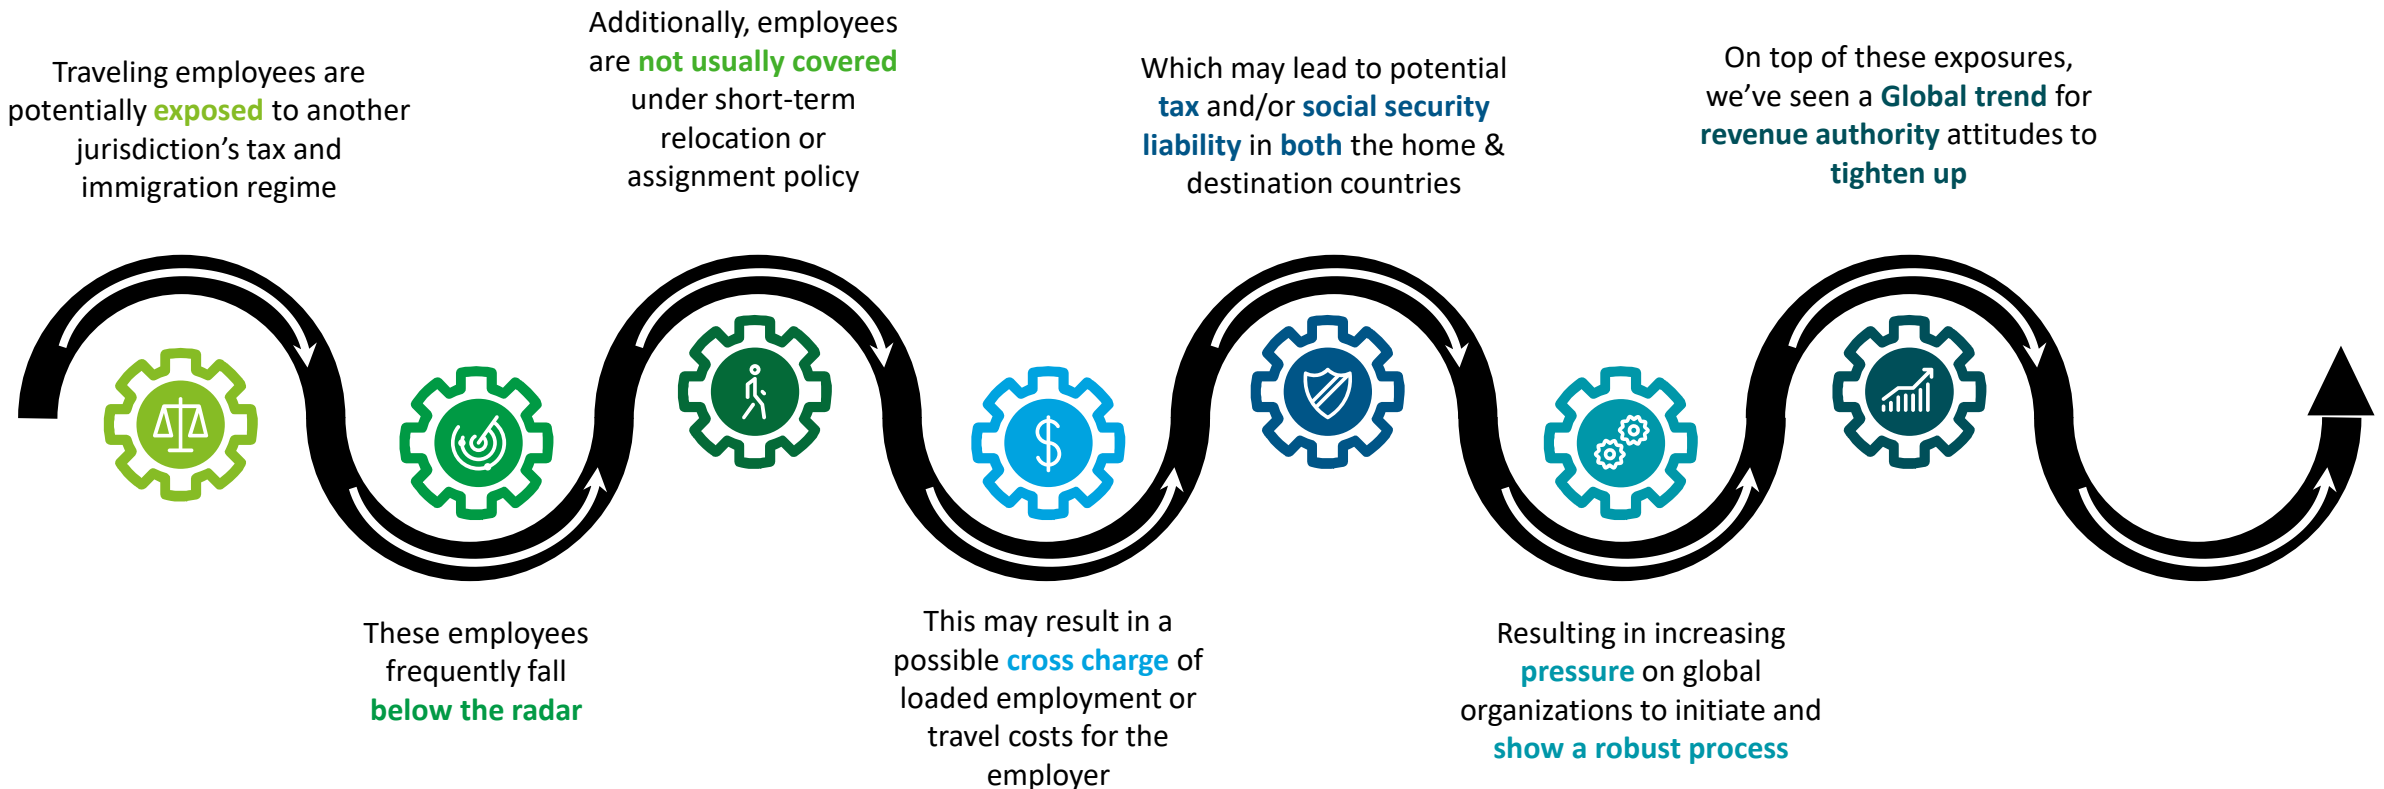 Traveling employees are
potentially exposed to another
jurisdiction's tax and
immigration regime
These employees
frequently fall
below the radar
Additionally, employees
are not usually covered
under short-term
relocation or
assignment policy
This may result in a
possible cross charge of
loaded employment or
travel costs for the
employer
Which may lead to potential
tax and/or social security
liability in both the home &
destination countries
Resulting in increasing
pressure on global
organizations to initiate and
show a robust process
On top of these exposures,
we've seen a Global trend for
revenue authority attitudes to
tighten up